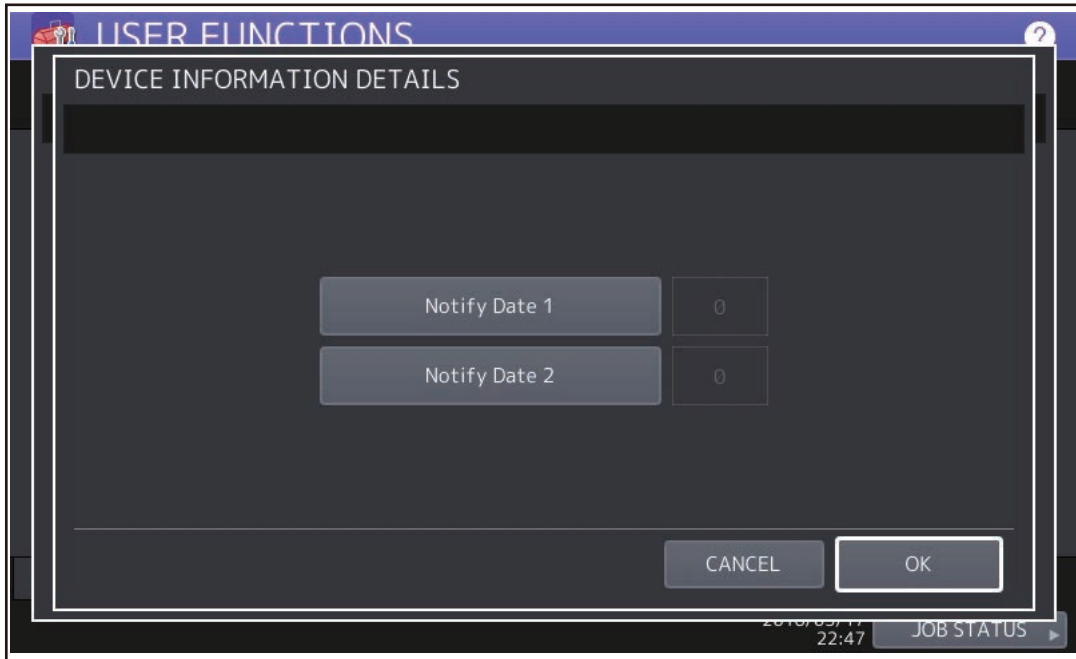 USER FUNCTIONS
?
DEVICE INFORMATION DETAILS
Notify Date 1 0
Notify Date 2 0
CANCEL OK
22:47
JOB STATUS